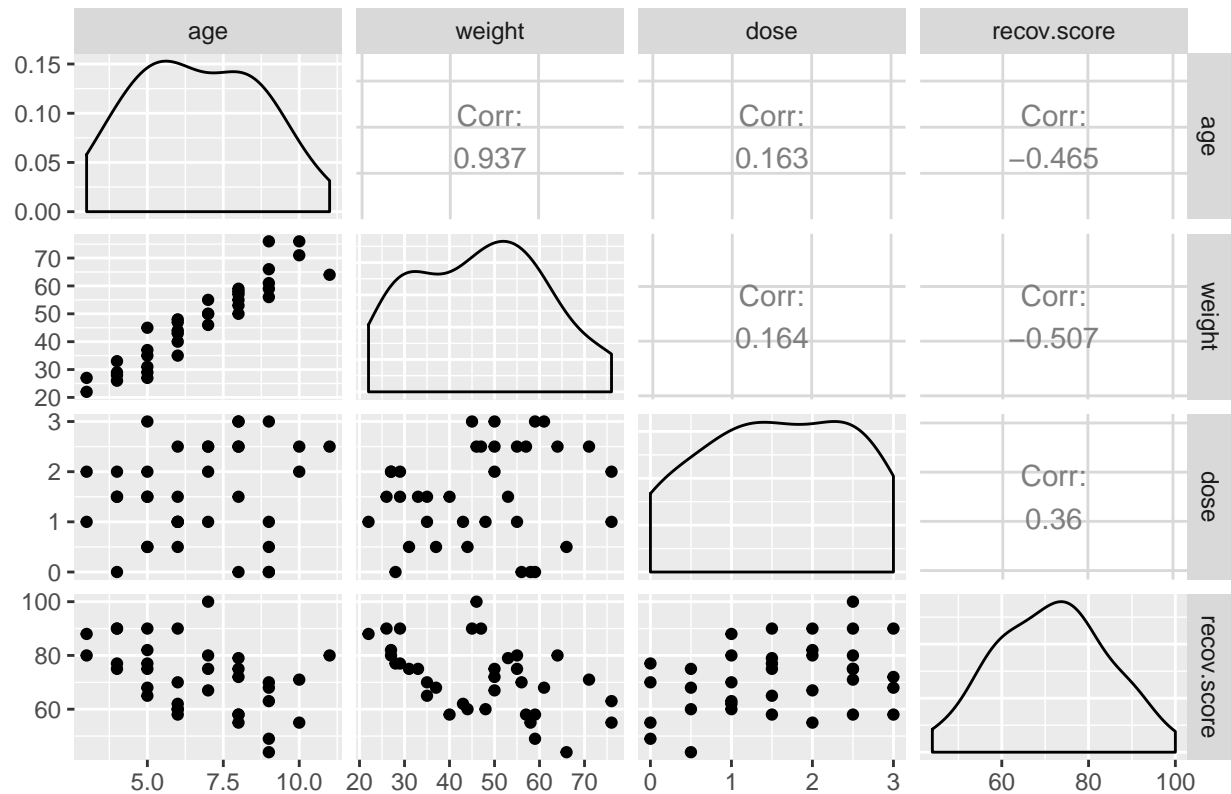 age weight dose recov.score
0.15
0.10
0.05
0.00
Corr:
0.937
Corr:
0.163
Corr:
−0.465
age
70
60
50
40
30
20
Corr:
0.164
Corr:
−0.507
weight
3
2
1
0
Corr:
0.36
dose
100
80
60
recov.score
5.0 7.5 10.0
20 30 40 50 60 70
0 1 2 3
60 80 100